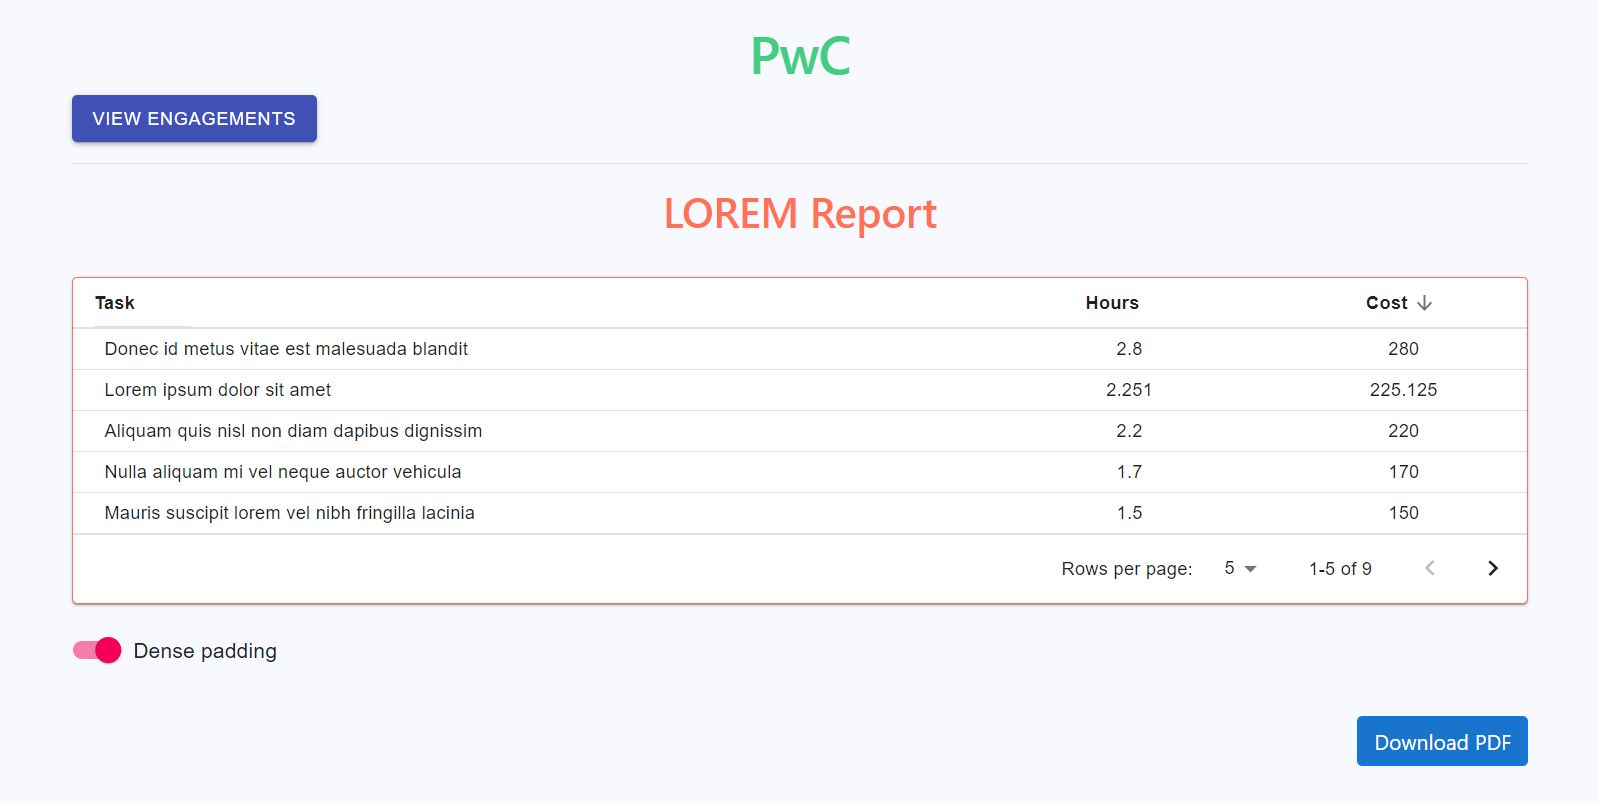 PwC
VIEW ENGAGEMENTS
LOREM Report
Task Hours Cost
Donec id metus vitae est malesuada blandit 2.8 280
Lorem ipsum dolor sit amet 2.251 225.125
Aliquam quis nisl non diam dapibus dignissim 2.2 220
Nulla aliquam mi vel neque auctor vehicula 1.7 170
Mauris suscipit lorem vel nibh fringilla lacinia 1.5 150
Rows per page: 5 1-5 of 9
Dense padding
Download PDF